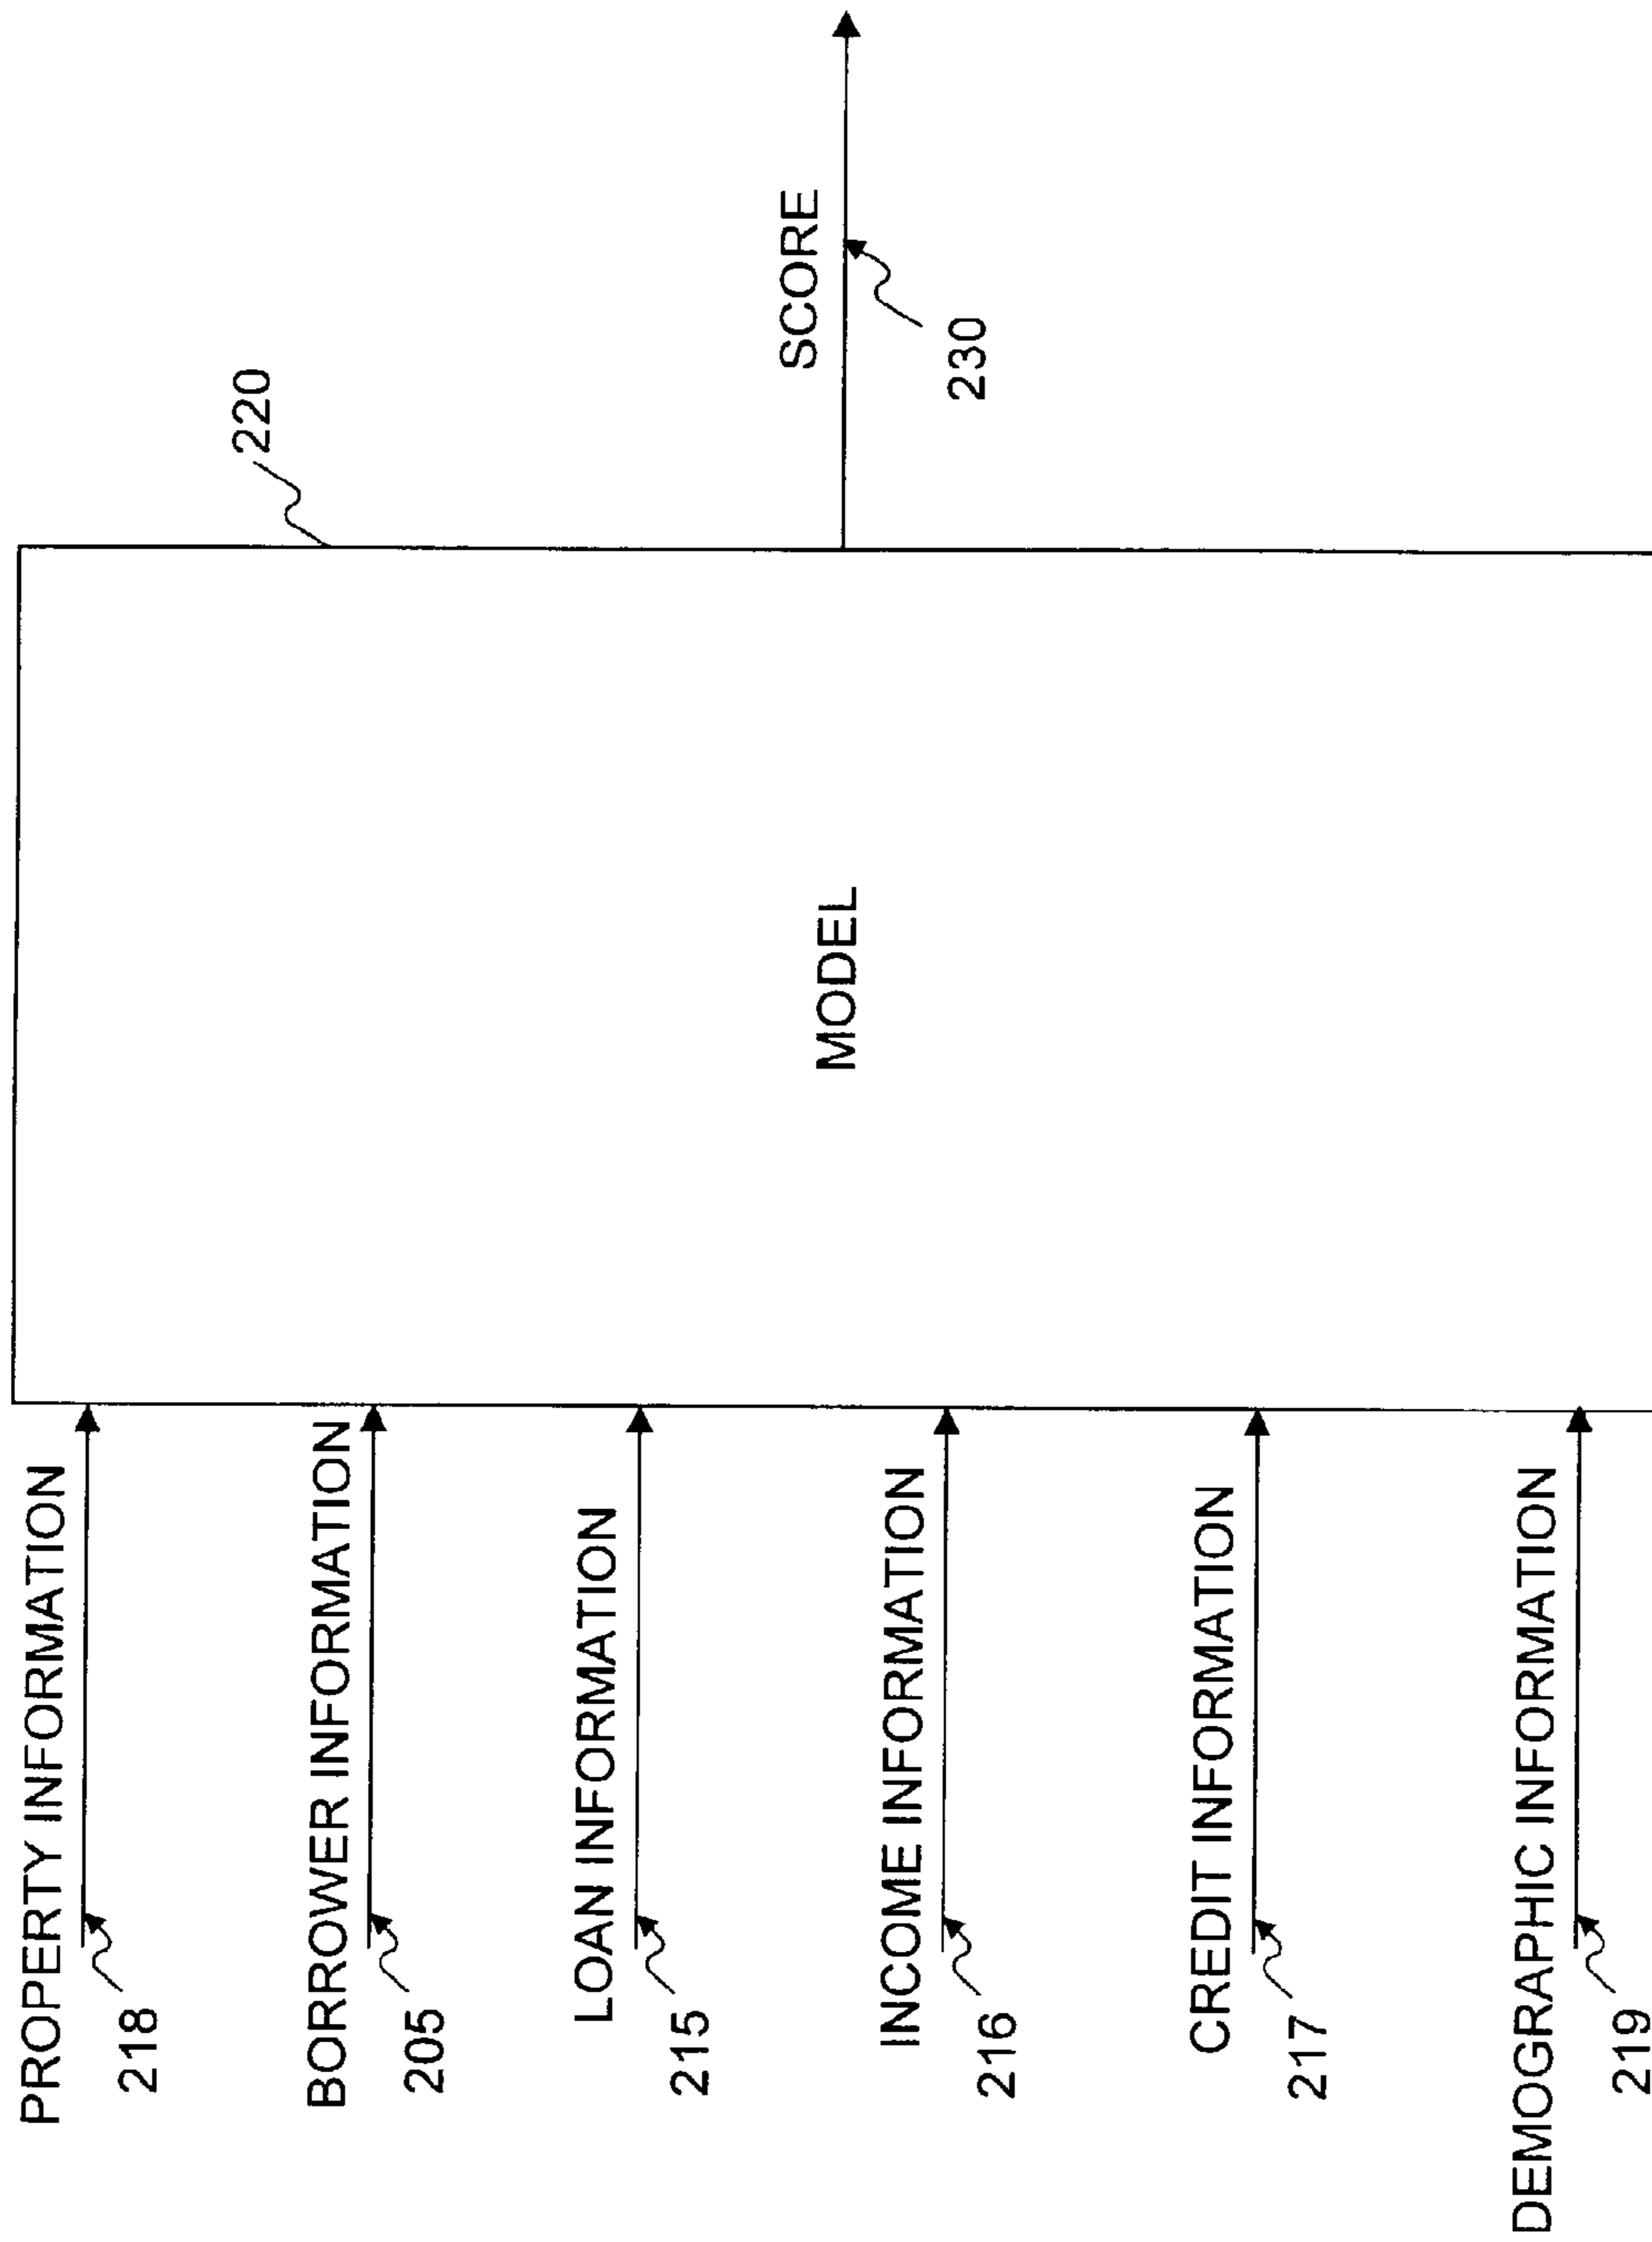 PROPERTY INFORMATION
218
BORROWER INFORMATION
205
LOAN INFORMATION
215
INCOME INFORMATION
216
CREDIT INFORMATION
217
DEMOGRAPHIC INFORMATION
219
MODEL
220
SCORE
230